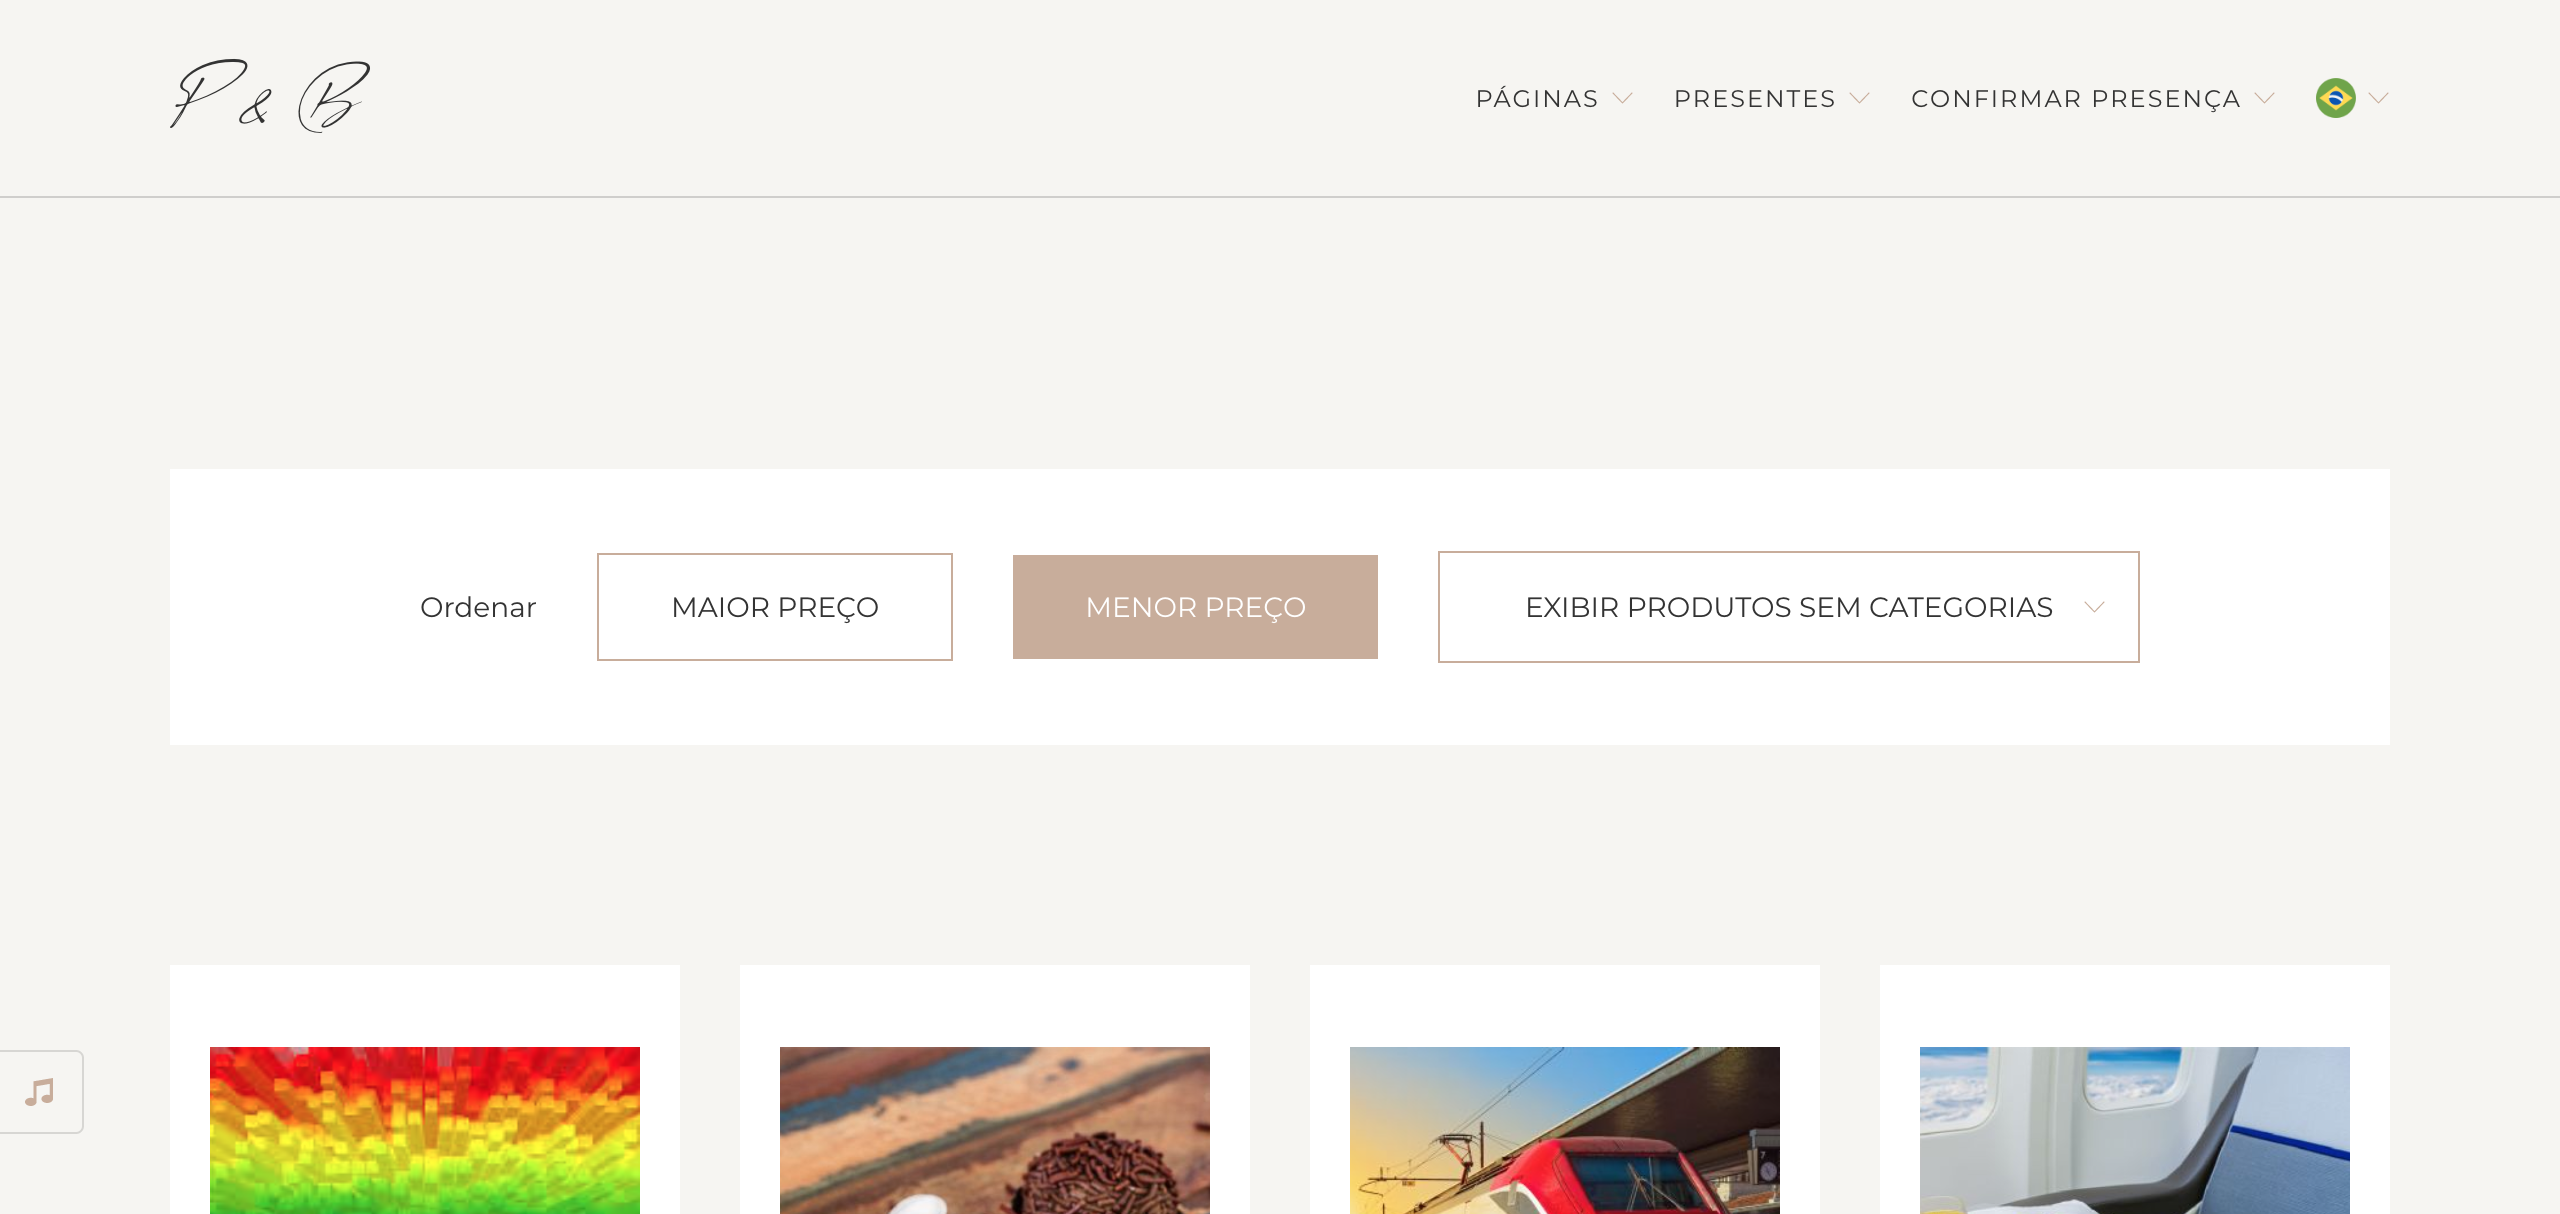 P & B
PÁGINAS PRESENTES CONFIRMAR PRESENÇA
Ordenar MAIOR PREÇO MENOR PREÇO EXIBIR PRODUTOS SEM CATEGORIAS